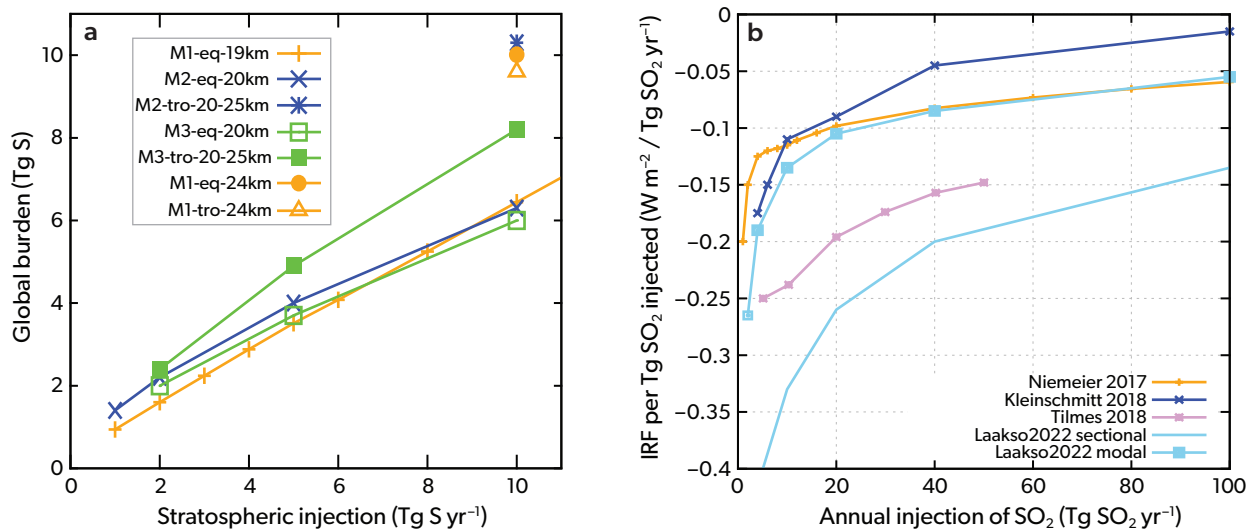 a
M1-eq-19km
M2-eq-20km
M2-tro-20-25km
M3-eq-20km
M3-tro-20-25km
M1-eq-24km
M1-tro-24km
Global burden (Tg S)
10
8
6
4
2
0
0 2 4 6 8 10
Stratospheric injection (Tg S yr⁻¹)
b
IRF per Tg SO₂ injected (W m⁻² / Tg SO₂ yr⁻¹)
−0.05
−0.1
−0.15
−0.2
−0.25
−0.3
−0.35
−0.4
Niemeier 2017
Kleinschmitt 2018
Tilmes 2018
Laakso2022 sectional
Laakso2022 modal
0 20 40 60 80 100
Annual injection of SO₂ (Tg SO₂ yr⁻¹)